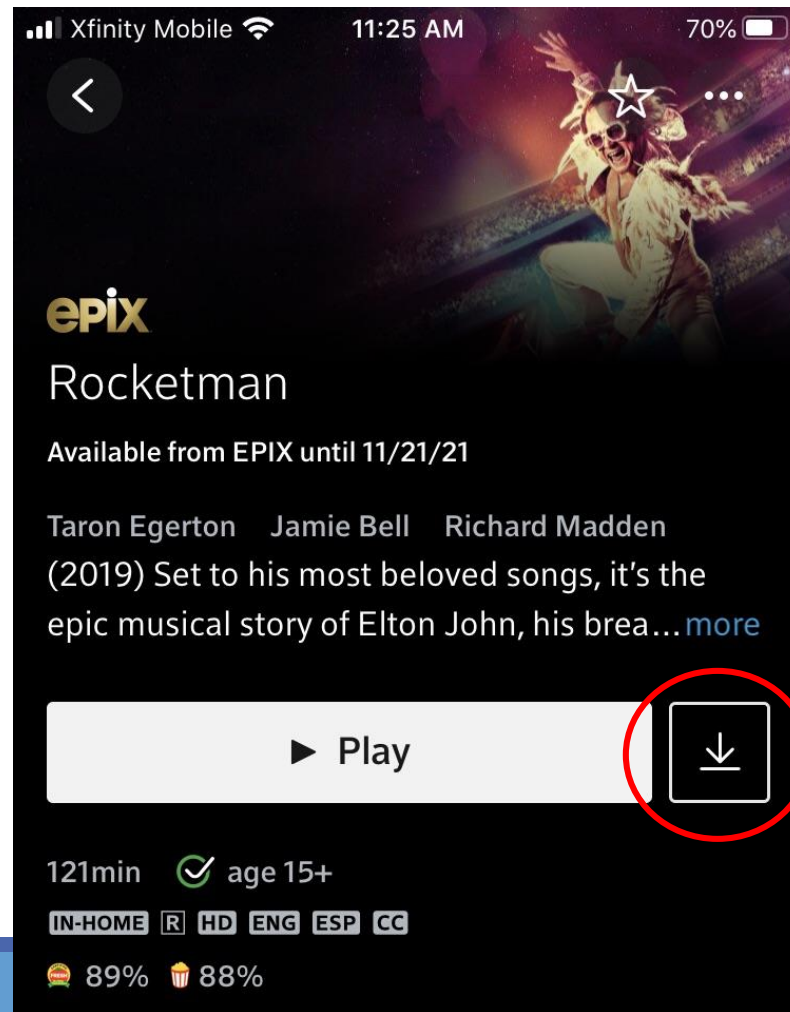 Xfinity Mobile 11:25 AM 70%
epix
Rocketman
Available from EPIX until 11/21/21
Taron Egerton Jamie Bell Richard Madden
(2019) Set to his most beloved songs, it's the
epic musical story of Elton John, his brea...more
Play
121min age 15+
IN-HOME R HD ENG ESP CC
89% 88%